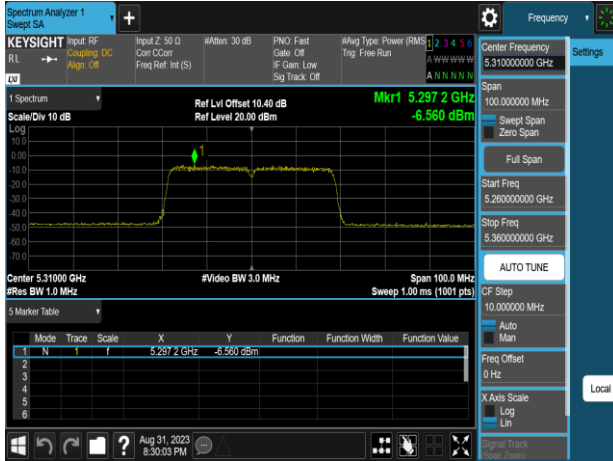 Spectrum Analyzer 1
Swept SA
Frequency
KEYSIGHT
RL
LXI
Input: RF
Coupling: DC
Align: Off
Input Z: 50 Ω
Corr CCorr
Freq Ref: Int (S)
#Atten: 30 dB
PNO: Fast
Gate: Off
IF Gain: Low
Sig Track: Off
#Avg Type: Power (RMS
Trig: Free Run
1 2 3 4 5 6
A W W W W W
A N N N N N
Center Frequency
5.310000000 GHz
Settings
Span
100.000000 MHz
Swept Span
Zero Span
Full Span
Start Freq
5.260000000 GHz
Stop Freq
5.360000000 GHz
AUTO TUNE
CF Step
10.000000 MHz
Auto
Man
Freq Offset
0 Hz
X Axis Scale
Log
Lin
Signal Track
(Span Zoom)
Local
1 Spectrum
Scale/Div 10 dB
Log
Ref Lvl Offset 10.40 dB
Ref Level 20.00 dBm
Mkr1 5.297 2 GHz
-6.560 dBm
1
10.0
0.00
-10.0
-20.0
-30.0
-40.0
-50.0
-60.0
-70.0
Center 5.31000 GHz
#Res BW 1.0 MHz
#Video BW 3.0 MHz
Span 100.0 MHz
Sweep 1.00 ms (1001 pts)
5 Marker Table
Mode Trace Scale X Y Function Function Width Function Value
1 N 1 f 5.297 2 GHz -6.560 dBm
2
3
4
5
6
?
Aug 31, 2023
8:30:03 PM